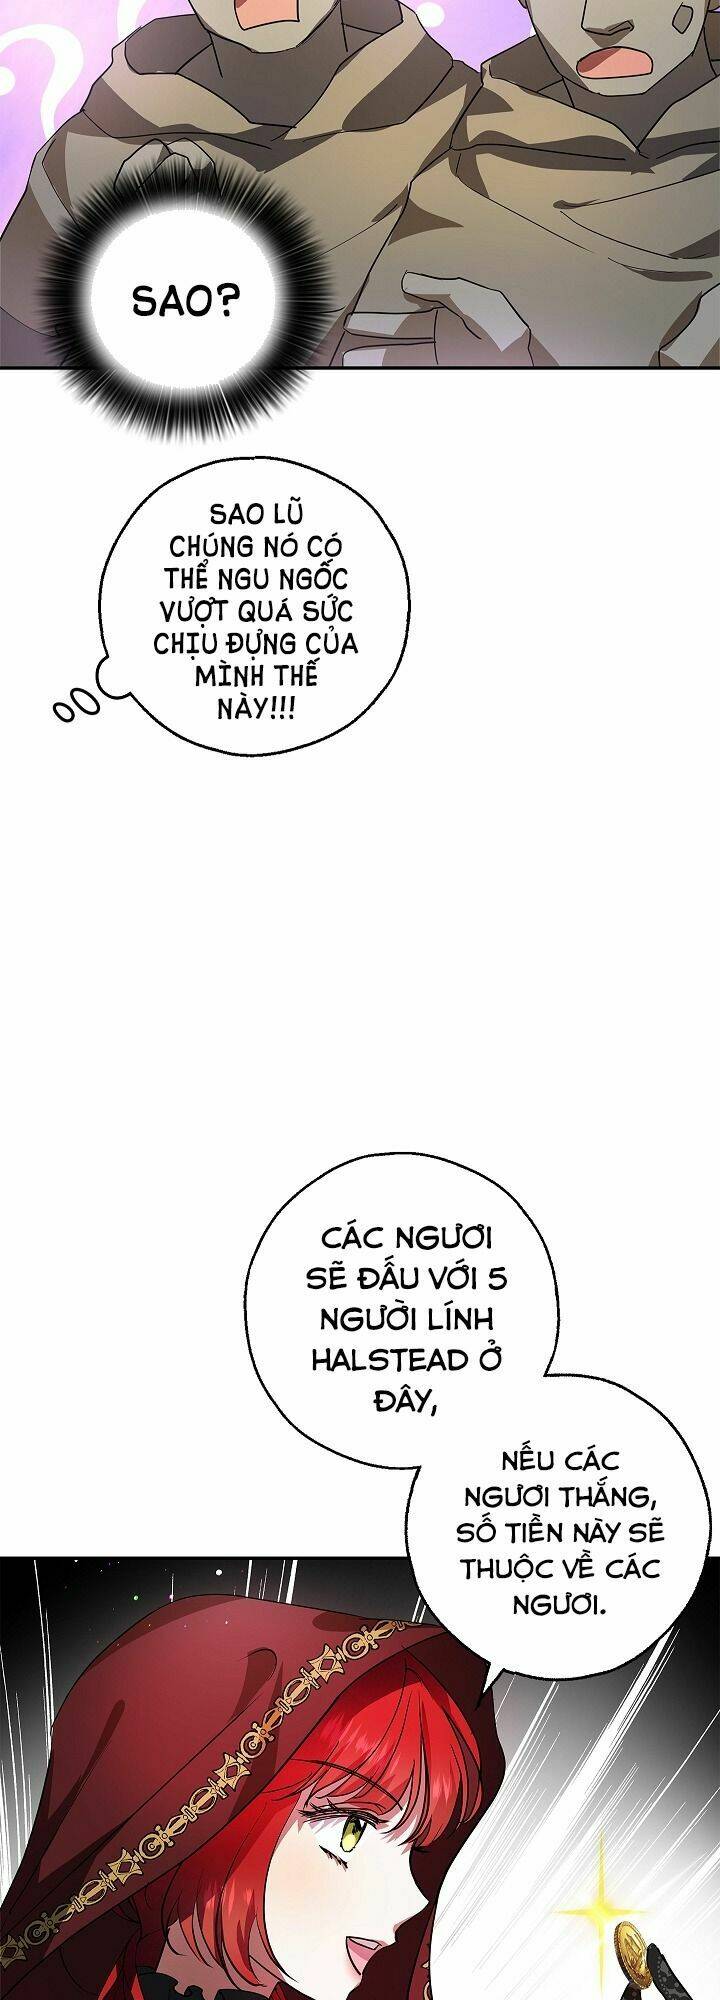 SAO?
SAO LŨ
CHÚNG NÓ CÓ
THỂ NGU NGỐC
VƯỢT QUÁ SỨC
CHỊU ĐỰNG CỦA
MÌNH THẾ
NÀY!!!
CÁC NGƯƠI
SẼ ĐẤU VỚI 5
NGƯỜI LÍNH
HALSTEAD Ở
ĐÂY,
NẾU CÁC
NGƯƠI THẮNG,
SỐ TIỀN NÀY SẼ
THUỘC VỀ CÁC
NGƯƠI.